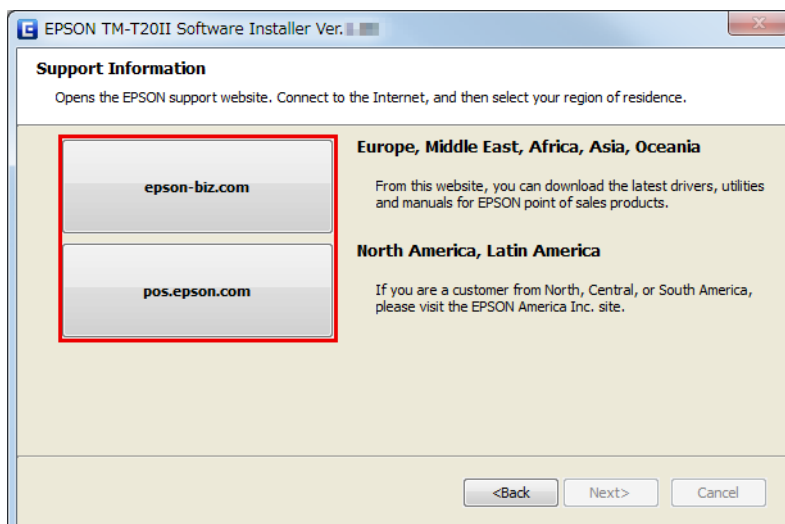 EPSON TM-T20II Software Installer Ver.
Support Information
Opens the EPSON support website. Connect to the Internet, and then select your region of residence.
epson-biz.com
Europe, Middle East, Africa, Asia, Oceania
From this website, you can download the latest drivers, utilities
and manuals for EPSON point of sales products.
pos.epson.com
North America, Latin America
If you are a customer from North, Central, or South America,
please visit the EPSON America Inc. site.
<Back
Next>
Cancel